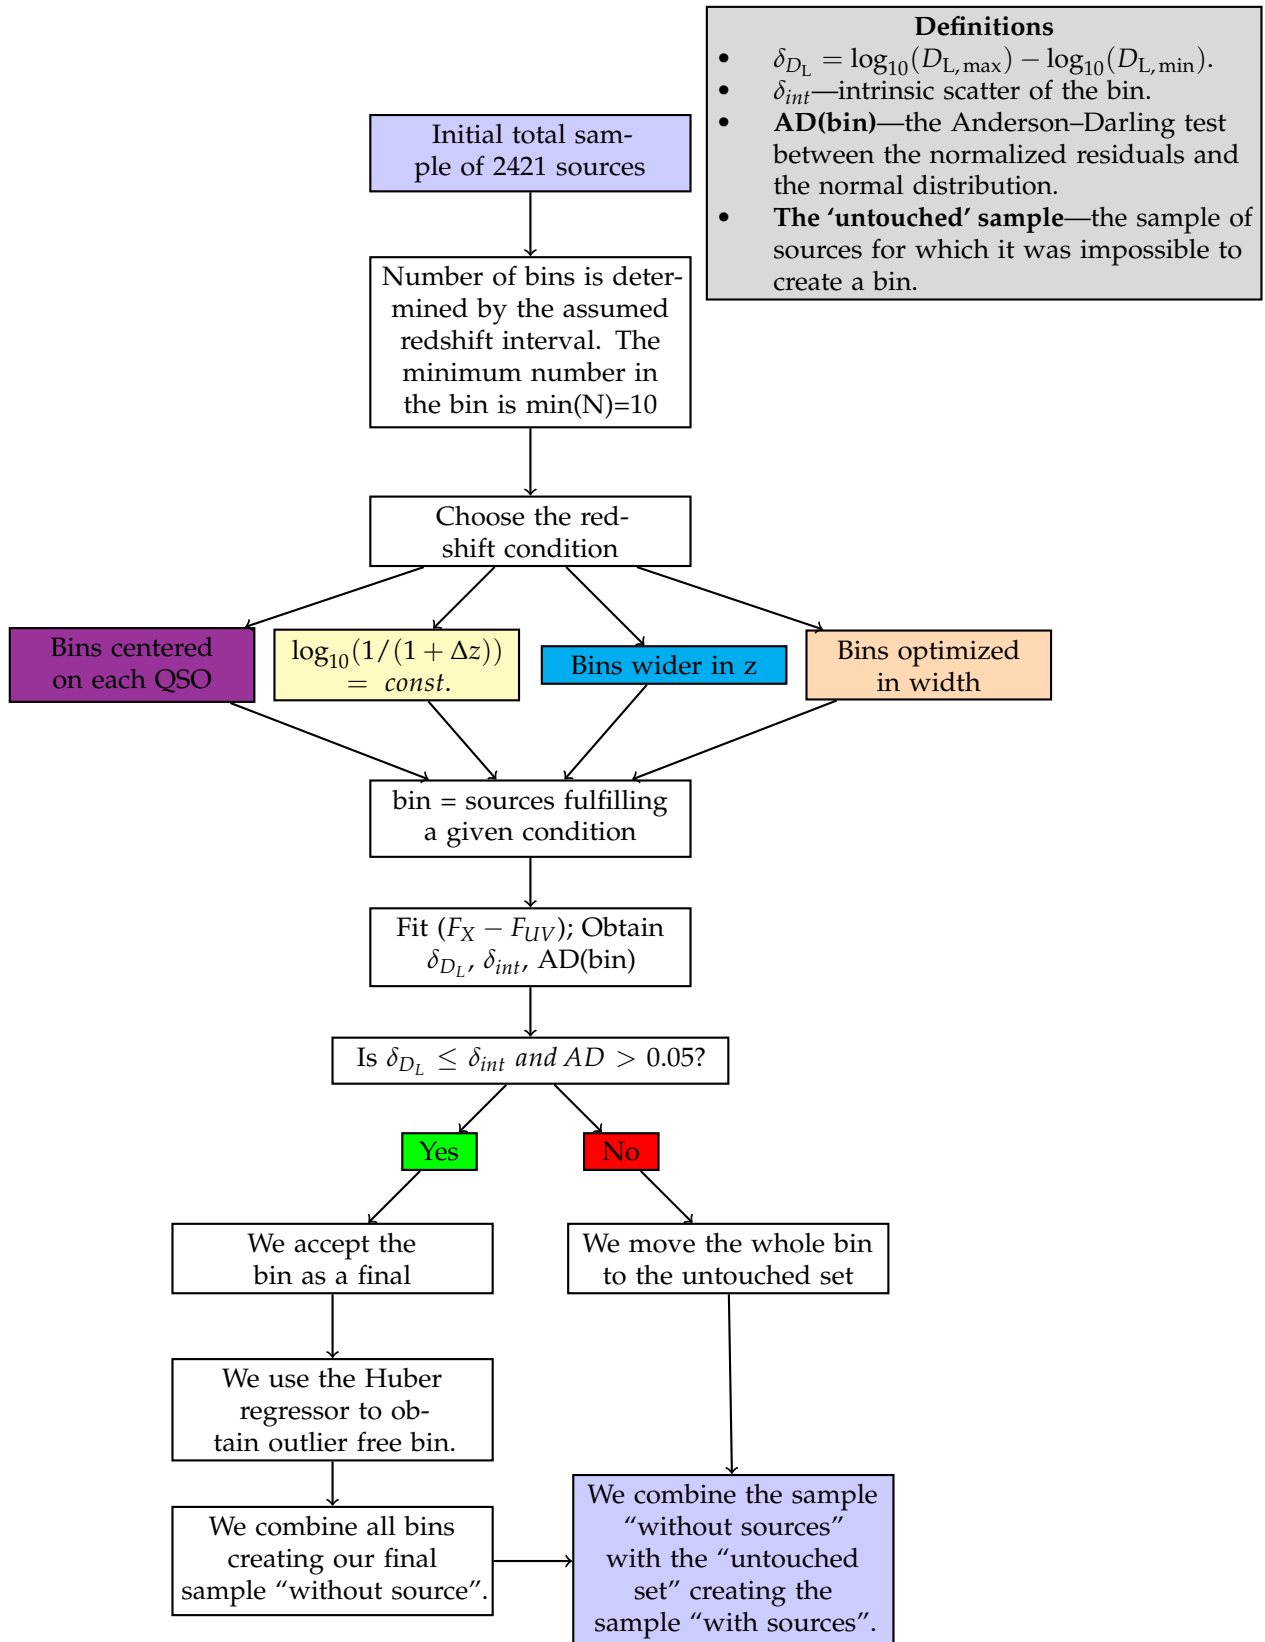 Definitions
• δ_{D_L} = log₁₀(D_{L, max}) − log₁₀(D_{L, min}).
• δ_{int}—intrinsic scatter of the bin.
• AD(bin)—the Anderson–Darling test
between the normalized residuals and
the normal distribution.
• The ‘untouched’ sample—the sample of
sources for which it was impossible to
create a bin.
Initial total sam-
ple of 2421 sources
Number of bins is deter-
mined by the assumed
redshift interval. The
minimum number in
the bin is min(N)=10
Choose the red-
shift condition
Bins centered
on each QSO
log₁₀(1/(1 + Δz))
= const.
Bins wider in z
Bins optimized
in width
bin = sources fulfilling
a given condition
Fit (F_X − F_{UV}); Obtain
δ_{D_L}, δ_{int}, AD(bin)
Is δ_{D_L} ≤ δ_{int} and AD > 0.05?
Yes
No
We accept the
bin as a final
We move the whole bin
to the untouched set
We use the Huber
regressor to ob-
tain outlier free bin.
We combine all bins
creating our final
sample “without source”.
We combine the sample
“without sources”
with the “untouched
set” creating the
sample “with sources”.